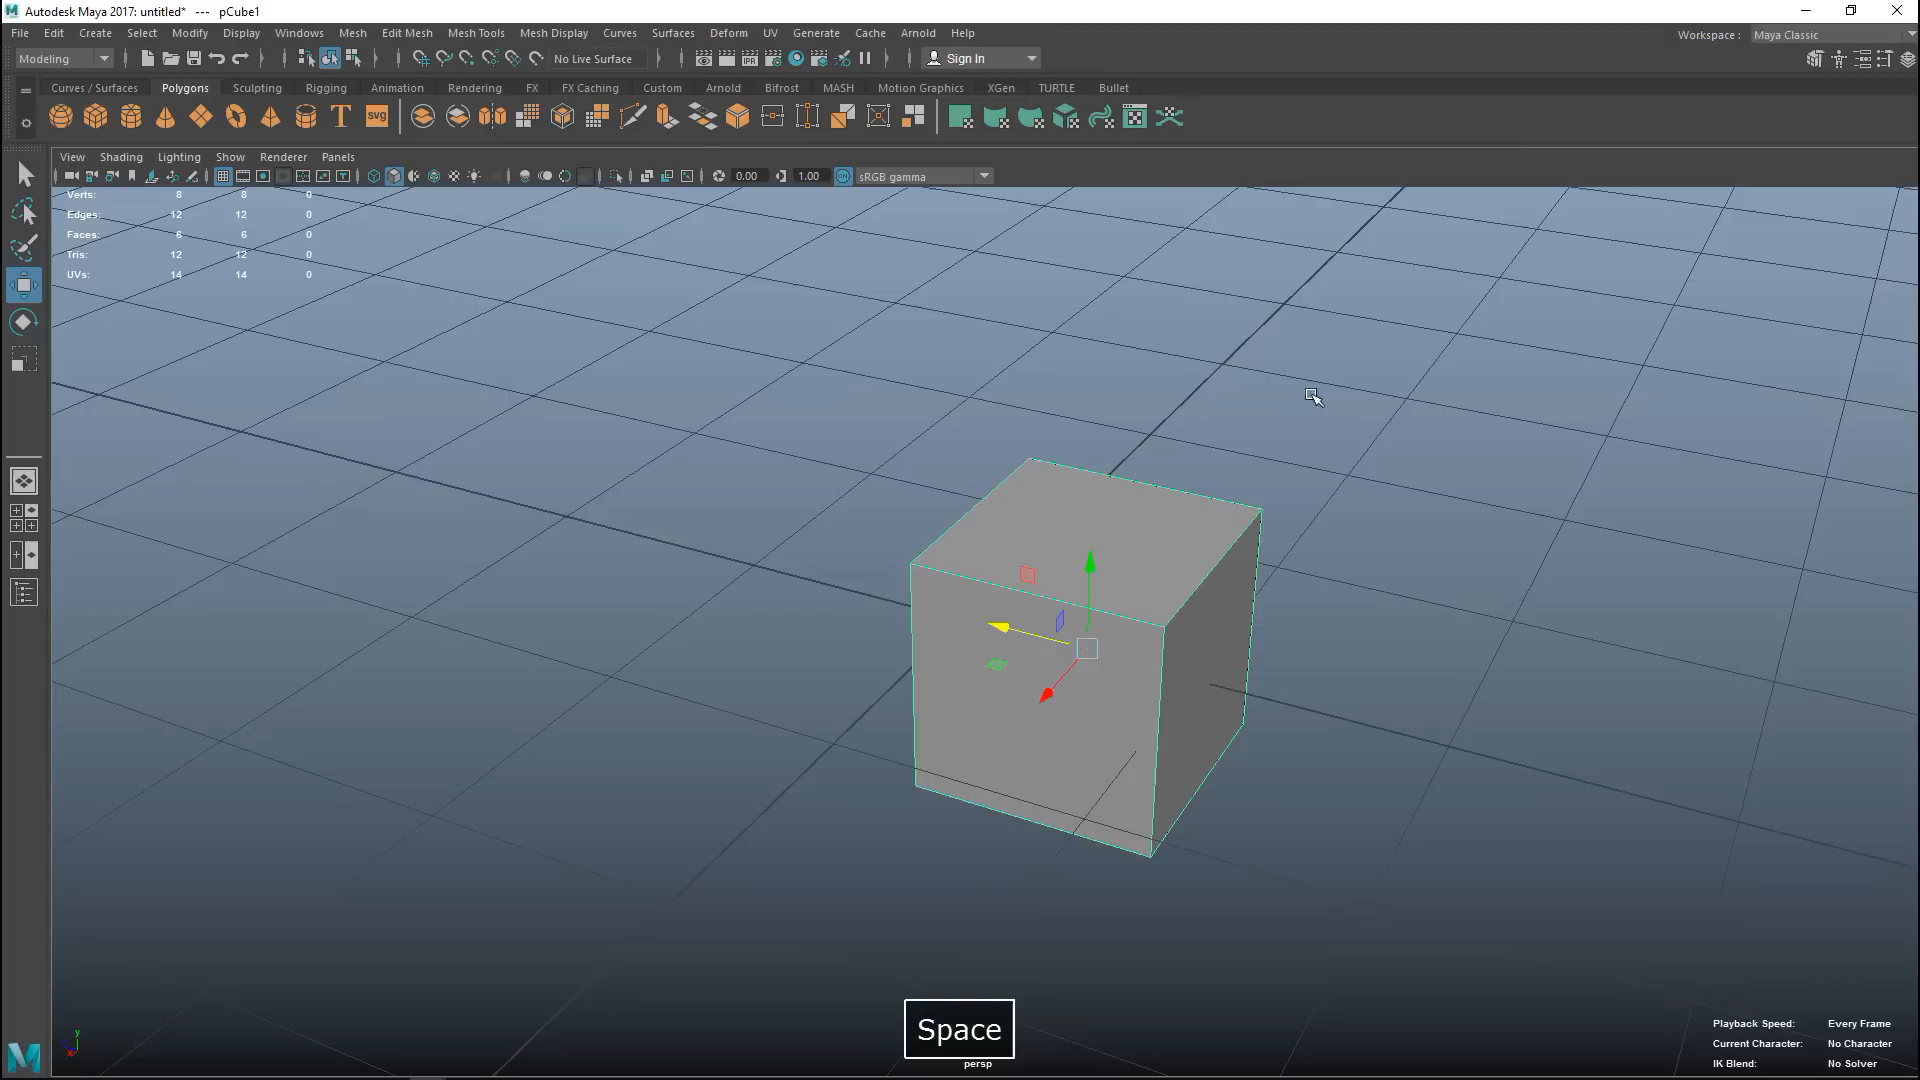 Autodesk Maya 2017: untitled* --- pCube1
File Edit Create Select Modify Display Windows Mesh Edit Mesh Mesh Tools Mesh Display Curves Surfaces Deform UV Generate Cache Arnold Help
Workspace : Maya Classic
Modeling No Live Surface IPR Sign In
Curves / Surfaces Polygons Sculpting Rigging Animation Rendering FX FX Caching Custom Arnold Bifrost MASH Motion Graphics XGen TURTLE Bullet
T SVG
View Shading Lighting Show Renderer Panels
0.00 1.00 ON sRGB gamma
Verts: 8 8 0
Edges: 12 12 0
Faces: 6 6 0
Tris: 12 12 0
UVs: 14 14 0
Space
persp
y
Playback Speed: Every Frame
Current Character: No Character
IK Blend: No Solver
M